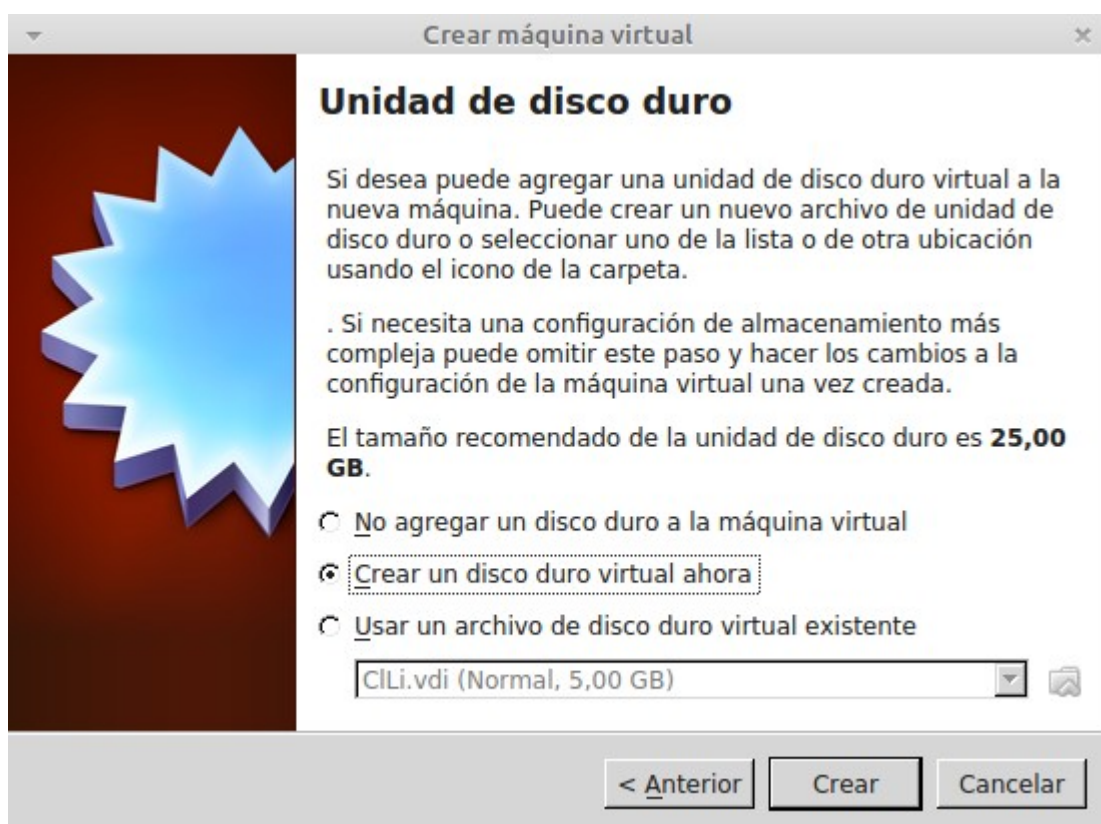 Crear máquina virtual
Unidad de disco duro
Si desea puede agregar una unidad de disco duro virtual a la
nueva máquina. Puede crear un nuevo archivo de unidad de
disco duro o seleccionar uno de la lista o de otra ubicación
usando el icono de la carpeta.
. Si necesita una configuración de almacenamiento más
compleja puede omitir este paso y hacer los cambios a la
configuración de la máquina virtual una vez creada.
El tamaño recomendado de la unidad de disco duro es 25,00
GB.
No agregar un disco duro a la máquina virtual
Crear un disco duro virtual ahora
Usar un archivo de disco duro virtual existente
ClLi.vdi (Normal, 5,00 GB)
< Anterior
Crear
Cancelar